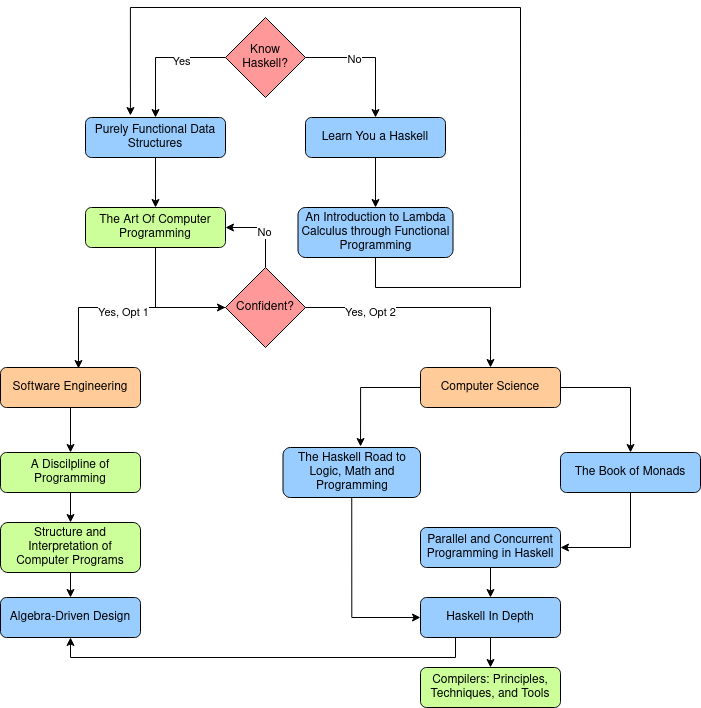 Know
Haskell?
Yes
No
Purely Functional Data
Structures
Learn You a Haskell
The Art Of Computer
Programming
An Introduction to Lambda
Calculus through Functional
Programming
No
Confident?
Yes, Opt 1
Yes, Opt 2
Software Engineering
Computer Science
A Discilpline of
Programming
The Haskell Road to
Logic, Math and
Programming
The Book of Monads
Structure and
Interpretation of
Computer Programs
Parallel and Concurrent
Programming in Haskell
Algebra-Driven Design
Haskell In Depth
Compilers: Principles,
Techniques, and Tools